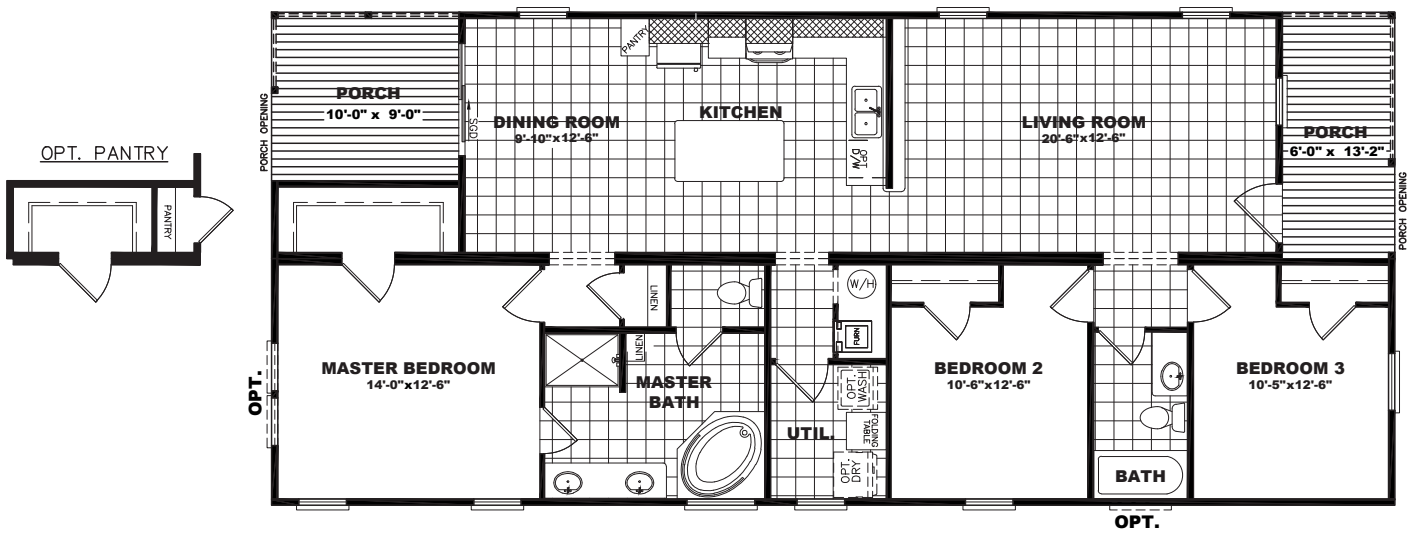 PORCH
10'-0" x 9'-0"
PORCH OPENING
OPT. PANTRY
PANTRY
SGD
DINING ROOM
9'-10"x12'-6"
PANTRY
KITCHEN
OPT
D/W
LIVING ROOM
20'-6"x12'-6"
PORCH
6'-0" x 13'-2"
PORCH OPENING
MASTER BEDROOM
14'-0"x12'-6"
OPT.
LINEN
LINEN
MASTER
BATH
W/H
FURN
UTIL.
OPT.
WASH
FOLDING
TABLE
OPT.
DRY
BEDROOM 2
10'-6"x12'-6"
BATH
OPT.
BEDROOM 3
10'-5"x12'-6"